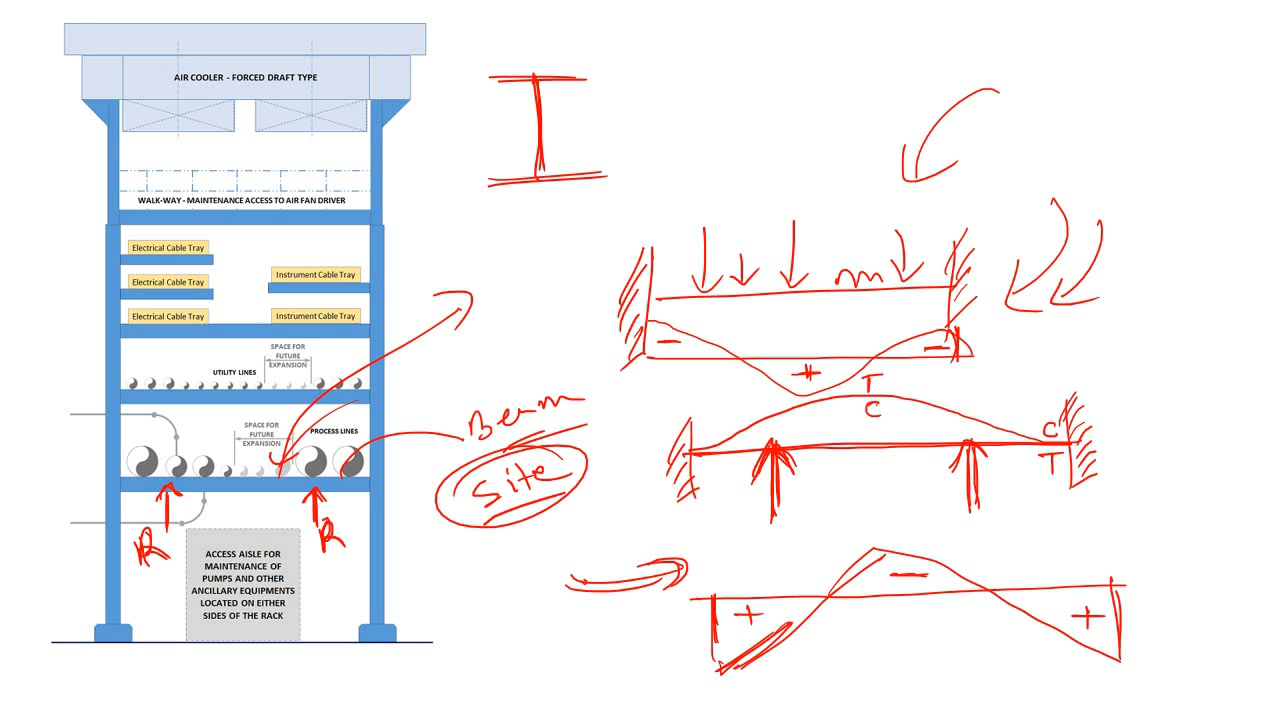 AIR COOLER - FORCED DRAFT TYPE
WALK-WAY - MAINTENANCE ACCESS TO AIR FAN DRIVER
Electrical Cable Tray
Electrical Cable Tray
Instrument Cable Tray
Electrical Cable Tray
Instrument Cable Tray
SPACE FOR
FUTURE
EXPANSION
UTILITY LINES
SPACE FOR
FUTURE
EXPANSION
PROCESS LINES
R
R
ACCESS AISLE FOR
MAINTENANCE OF
PUMPS AND OTHER
ANCILLARY EQUIPMENTS
LOCATED ON EITHER
SIDES OF THE RACK
Beam
Site
- + -
T
C
C
T
+ - +